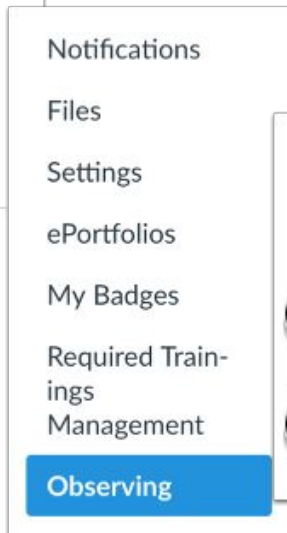 Notifications
Files
Settings
ePortfolios
My Badges
Required Train-
ings
Management
Observing